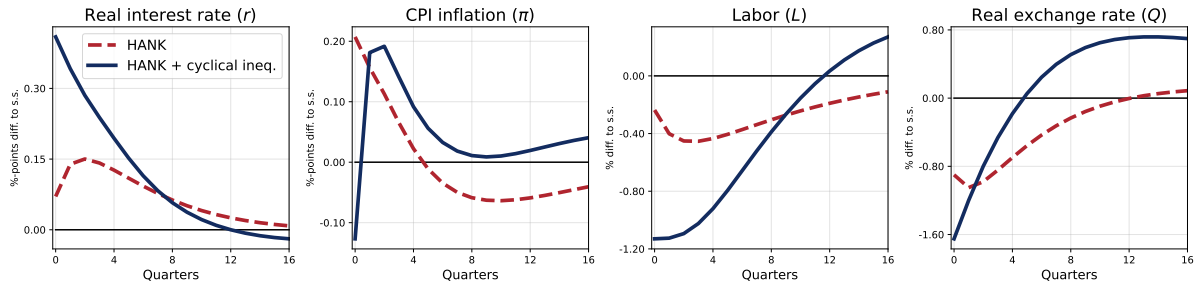 Real interest rate (r)
%-points diff. to s.s.
0.30
0.15
0.00
HANK
HANK + cyclical ineq.
0
4
8
12
16
Quarters
CPI inflation (π)
%-points diff. to s.s.
0.20
0.10
0.00
-0.10
0
4
8
12
16
Quarters
Labor (L)
% diff. to s.s.
0.00
-0.40
-0.80
-1.20
0
4
8
12
16
Quarters
Real exchange rate (Q)
% diff. to s.s.
0.80
0.00
-0.80
-1.60
0
4
8
12
16
Quarters